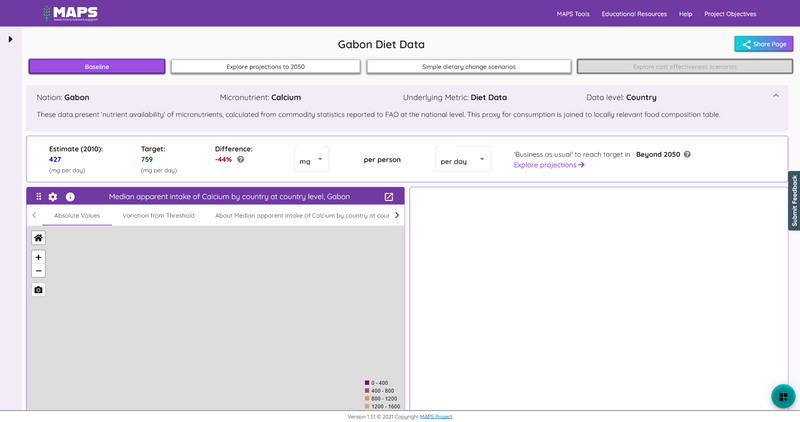 MAPS
www.micronutrient.support
MAPS Tools
Educational Resources
Help
Project Objectives
Gabon Diet Data
Share Page
Baseline
Explore projections to 2050
Simple dietary change scenarios
Explore cost effectiveness scenarios
Nation: Gabon
Micronutrient: Calcium
Underlying Metric: Diet Data
Data level: Country
These data present 'nutrient availability' of micronutrients, calculated from commodity statistics reported to FAO at the national level. This proxy for consumption is joined to locally relevant food composition table.
Estimate (2010):
427
(mg per day)
Target:
759
(mg per day)
Difference:
-44%
mg
per person
per day
'Business as usual' to reach target in Beyond 2050
Explore projections
Submit Feedback
Median apparent intake of Calcium by country at country level, Gabon
Absolute Values
Variation from Threshold
About Median apparent intake of Calcium by country at cou
+
−
0 - 400
400 - 800
800 - 1200
1200 - 1600
Version 1.3.1 © 2021 Copyright MAPS Project